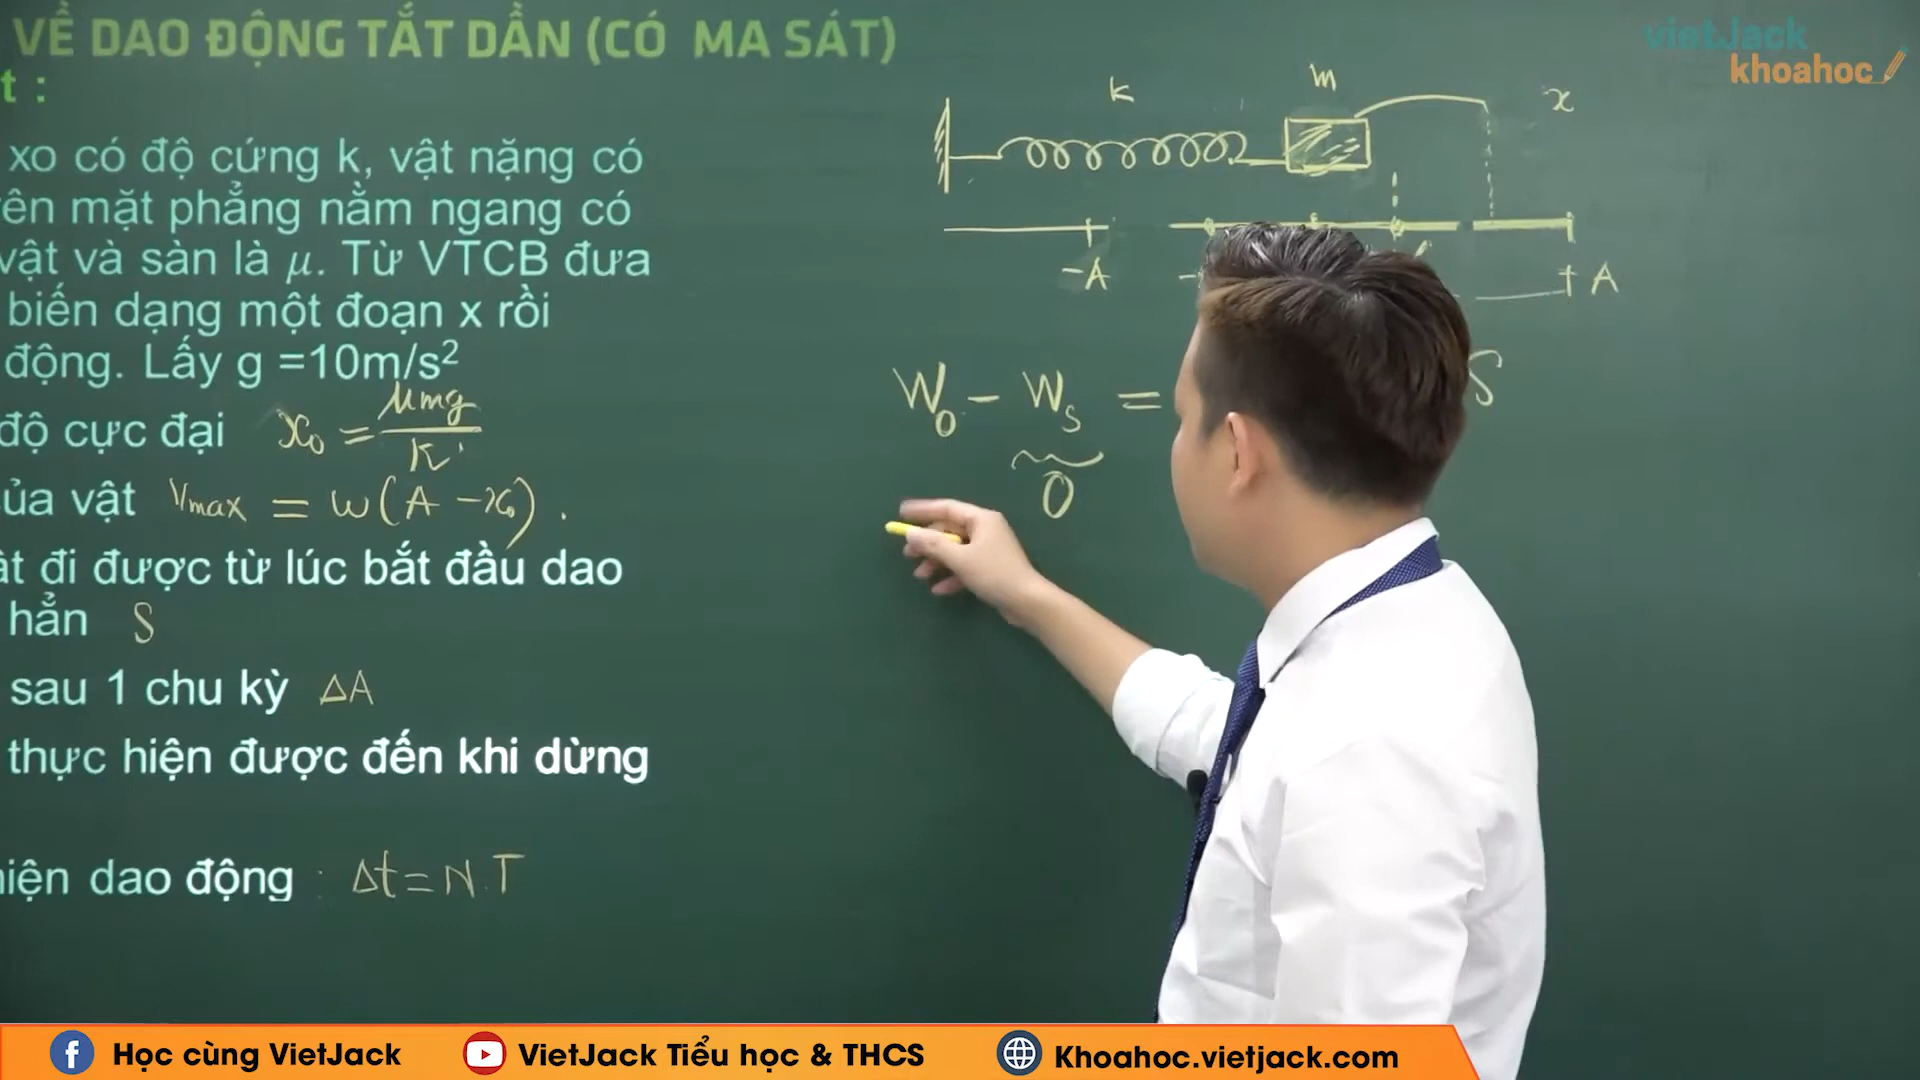 VỀ DAO ĐỘNG TẮT DẦN (CÓ MA SÁT)
t :
xo có độ cứng k, vật nặng có
ên mặt phẳng nằm ngang có
vật và sàn là μ. Từ VTCB đưa
biến dạng một đoạn x rồi
động. Lấy g =10m/s²
độ cực đại x₀ = μmg/K
ủa vật Vmax = w(A - x₀).
ật đi được từ lúc bắt đầu dao
hẳn S
sau 1 chu kỳ ΔA
thực hiện được đến khi dừng
iện dao động : Δt = N.T
vietJack
khoahoc
k m x
-A - + A
W₀ - Wₛ = S
0
Học cùng VietJack
VietJack Tiểu học & THCS
Khoahoc.vietjack.com